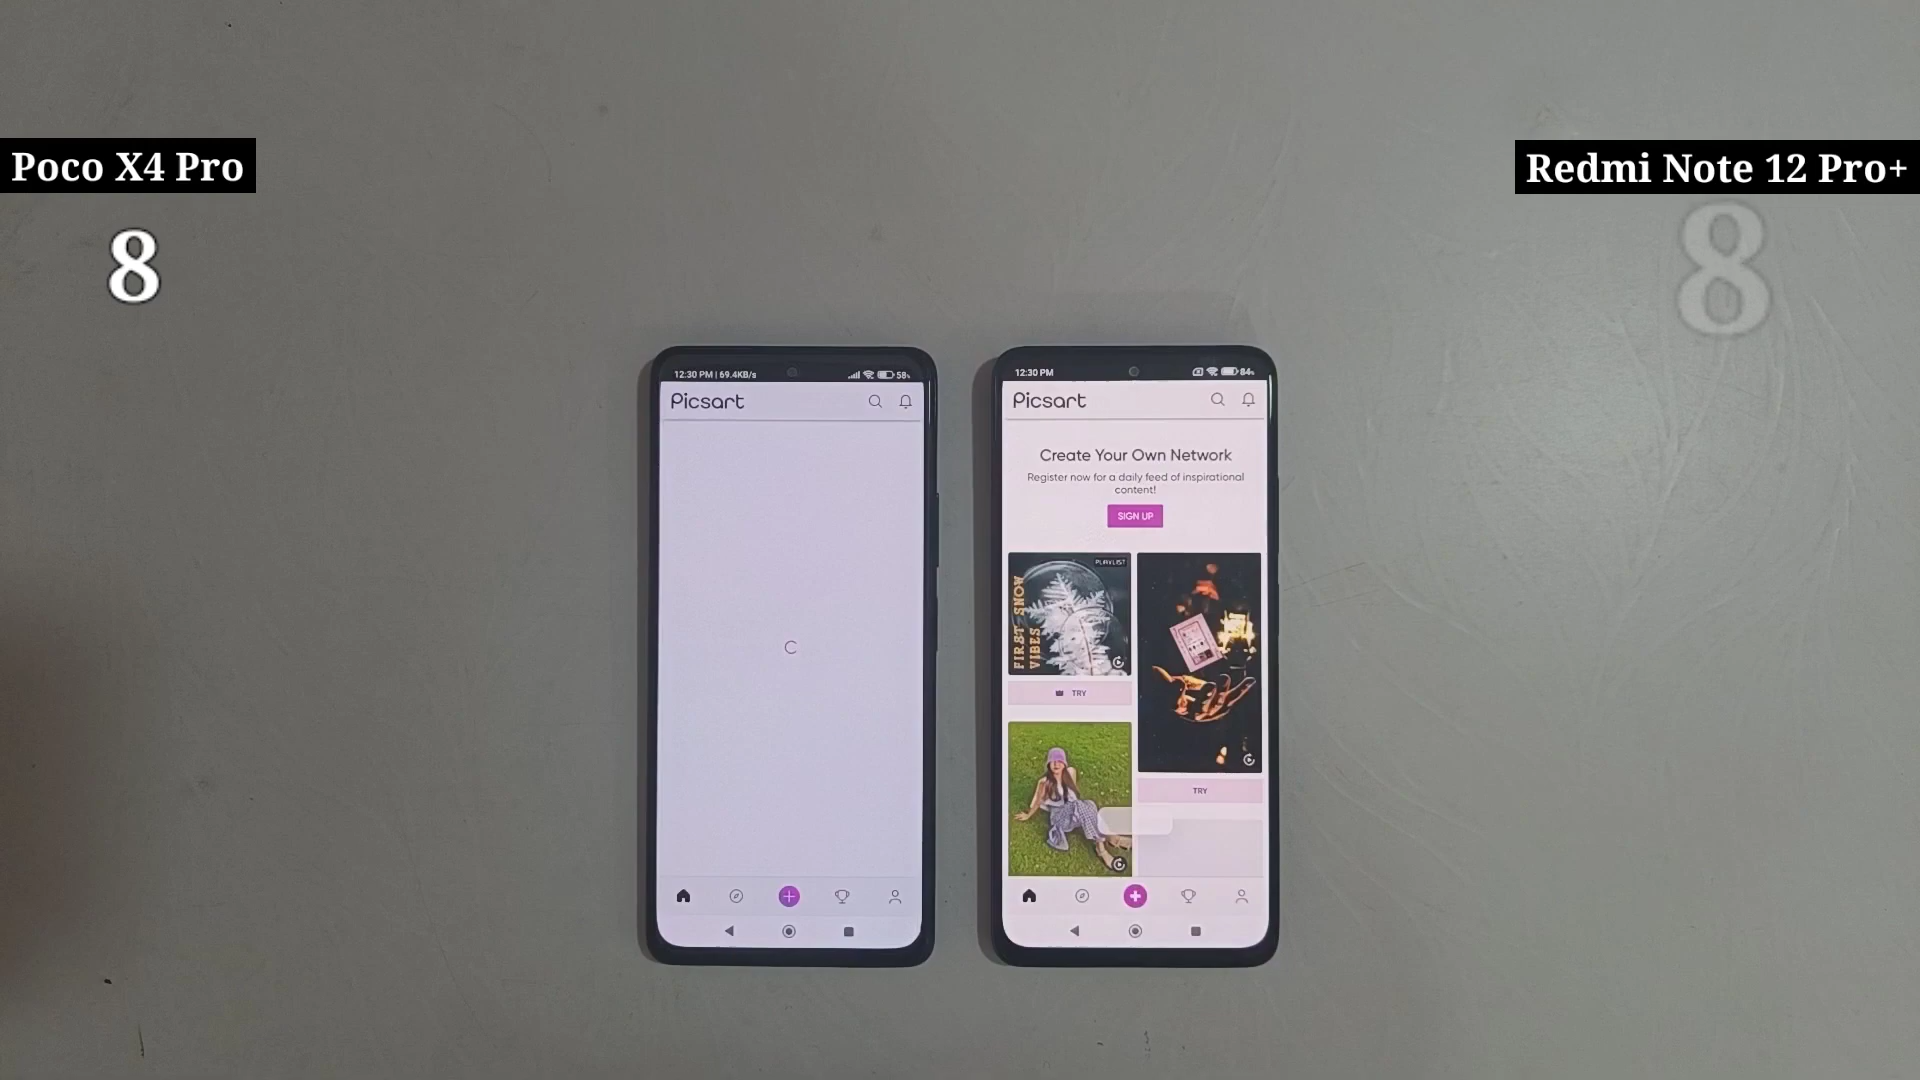 Poco X4 Pro
8
Redmi Note 12 Pro+
8
12:30 PM | 69.4KB/s
58%
Picsart
12:30 PM
84%
Picsart
Create Your Own Network
Register now for a daily feed of inspirational
content!
SIGN UP
PLAYLIST
FIRST SNOW
VIBES
TRY
TRY